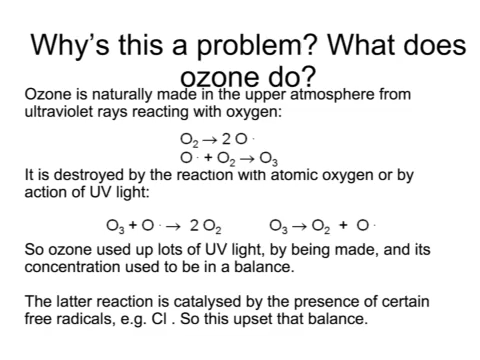 Why's this a problem? What does
ozone do?
Ozone is naturally made in the upper atmosphere from
ultraviolet rays reacting with oxygen:
O₂ → 2 O ·
O · + O₂ → O₃
It is destroyed by the reaction with atomic oxygen or by
action of UV light:
O₃ + O · → 2 O₂ O₃ → O₂ + O ·
So ozone used up lots of UV light, by being made, and its
concentration used to be in a balance.
The latter reaction is catalysed by the presence of certain
free radicals, e.g. Cl . So this upset that balance.